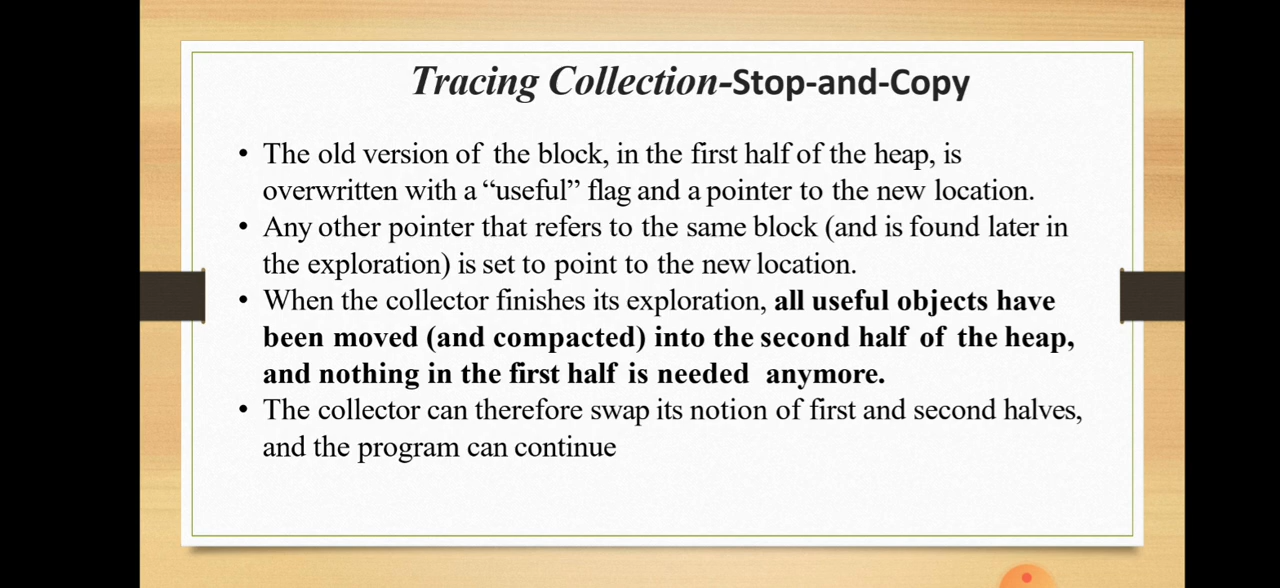 Tracing Collection-Stop-and-Copy
• The old version of the block, in the first half of the heap, is
overwritten with a “useful” flag and a pointer to the new location.
• Any other pointer that refers to the same block (and is found later in
the exploration) is set to point to the new location.
• When the collector finishes its exploration, all useful objects have
been moved (and compacted) into the second half of the heap,
and nothing in the first half is needed anymore.
• The collector can therefore swap its notion of first and second halves,
and the program can continue